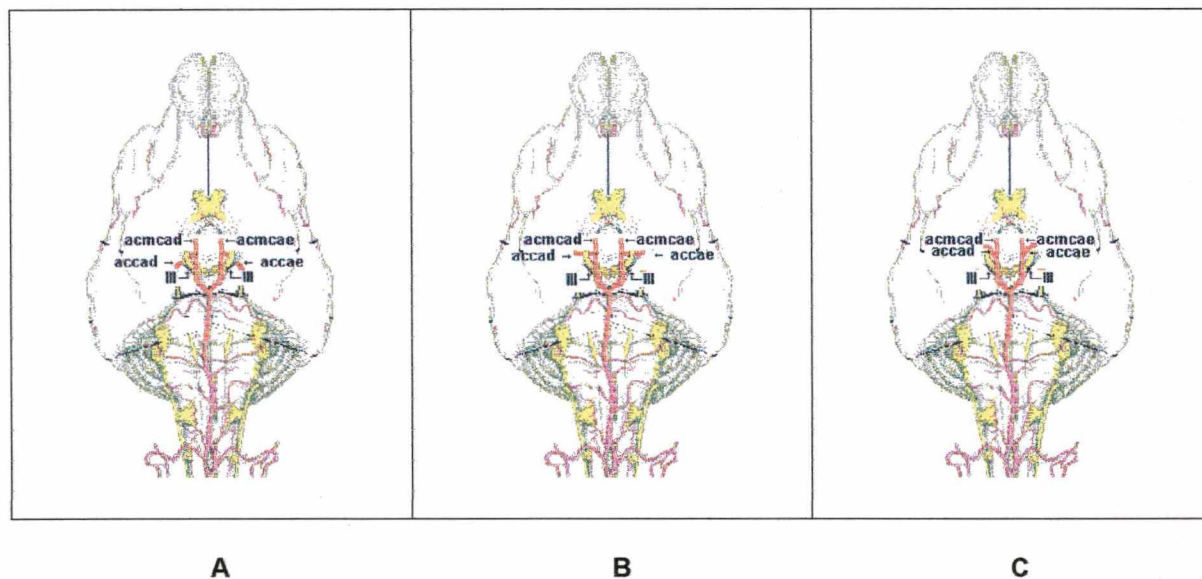 acmcad→ ←acmcae
accad→ ←accae
III III
acmcad→ ←acmcae
accad→ ← accae
III III
acmcad→ ←acmcae
accad→ ←accae
III III
A B C